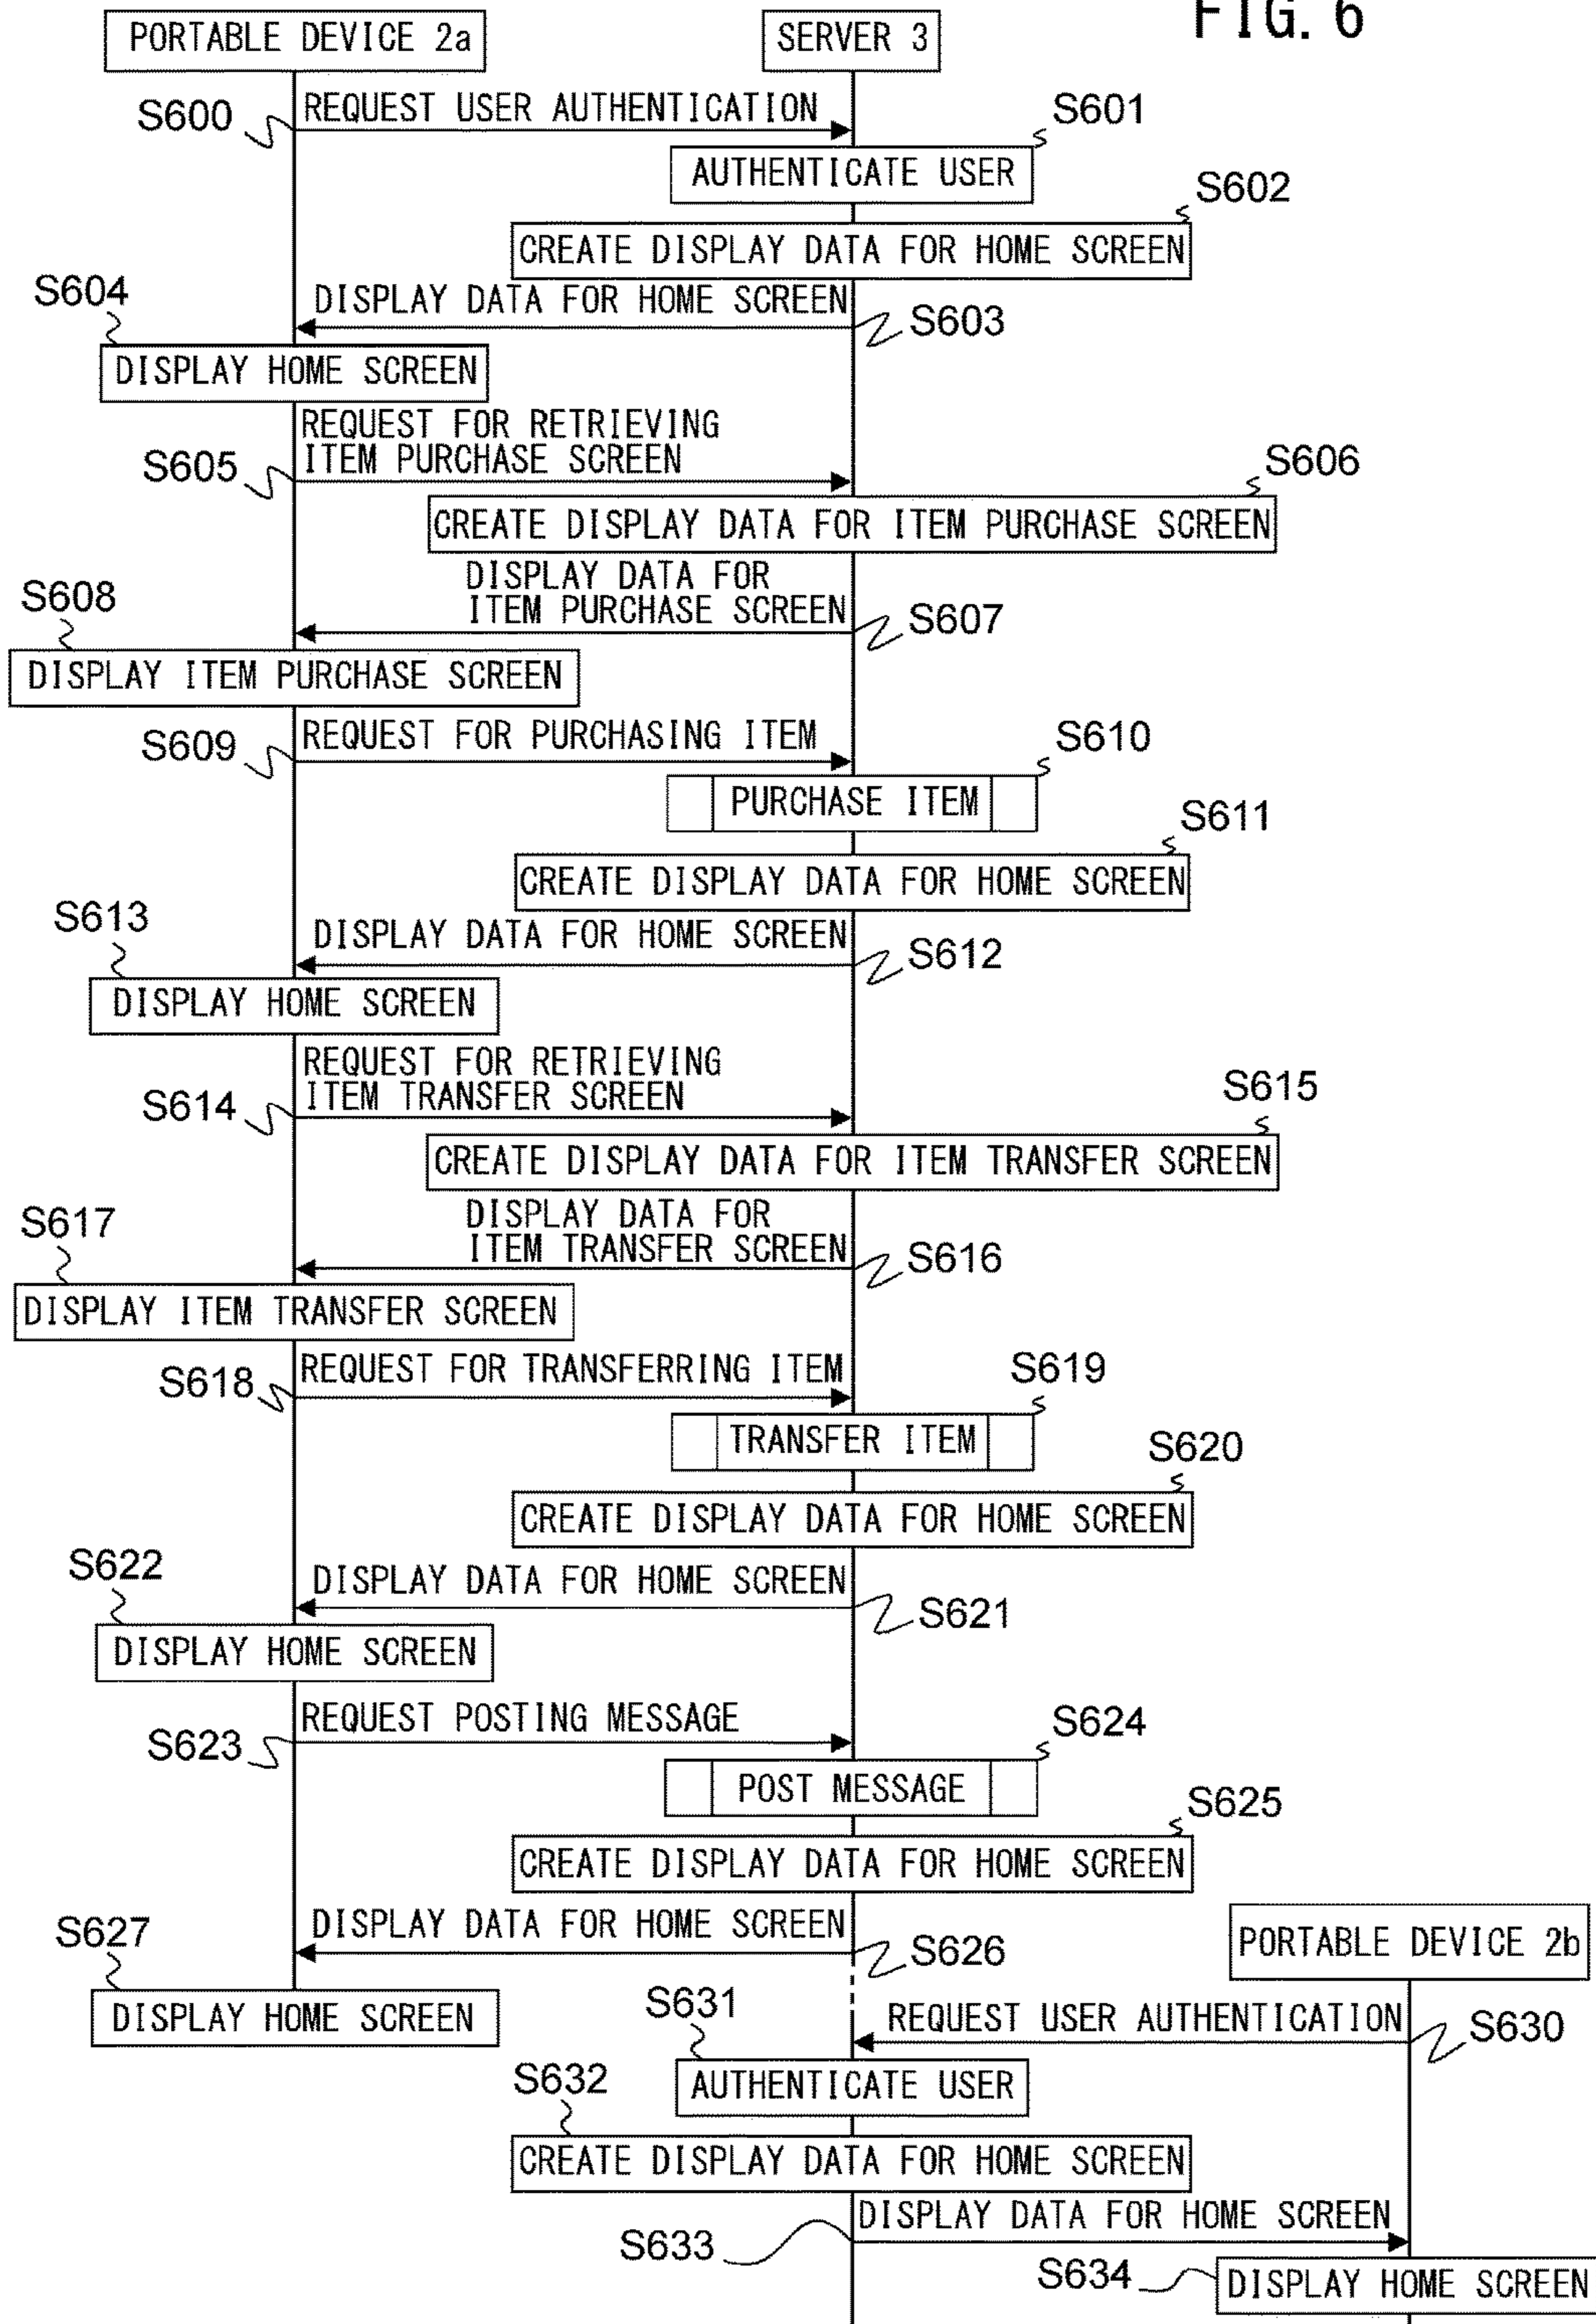 FIG. 6
PORTABLE DEVICE 2a
SERVER 3
S600
REQUEST USER AUTHENTICATION
S601
AUTHENTICATE USER
S602
CREATE DISPLAY DATA FOR HOME SCREEN
S604
DISPLAY DATA FOR HOME SCREEN
S603
DISPLAY HOME SCREEN
REQUEST FOR RETRIEVING
ITEM PURCHASE SCREEN
S605
S606
CREATE DISPLAY DATA FOR ITEM PURCHASE SCREEN
DISPLAY DATA FOR
ITEM PURCHASE SCREEN
S608
S607
DISPLAY ITEM PURCHASE SCREEN
S609
REQUEST FOR PURCHASING ITEM
S610
PURCHASE ITEM
S611
CREATE DISPLAY DATA FOR HOME SCREEN
S613
DISPLAY DATA FOR HOME SCREEN
S612
DISPLAY HOME SCREEN
REQUEST FOR RETRIEVING
ITEM TRANSFER SCREEN
S614
S615
CREATE DISPLAY DATA FOR ITEM TRANSFER SCREEN
DISPLAY DATA FOR
ITEM TRANSFER SCREEN
S617
S616
DISPLAY ITEM TRANSFER SCREEN
S618
REQUEST FOR TRANSFERRING ITEM
S619
TRANSFER ITEM
S620
CREATE DISPLAY DATA FOR HOME SCREEN
S622
DISPLAY DATA FOR HOME SCREEN
S621
DISPLAY HOME SCREEN
REQUEST POSTING MESSAGE
S623
S624
POST MESSAGE
S625
CREATE DISPLAY DATA FOR HOME SCREEN
S627
DISPLAY DATA FOR HOME SCREEN
S626
PORTABLE DEVICE 2b
DISPLAY HOME SCREEN
S631
REQUEST USER AUTHENTICATION
S630
AUTHENTICATE USER
S632
CREATE DISPLAY DATA FOR HOME SCREEN
DISPLAY DATA FOR HOME SCREEN
S633
S634
DISPLAY HOME SCREEN